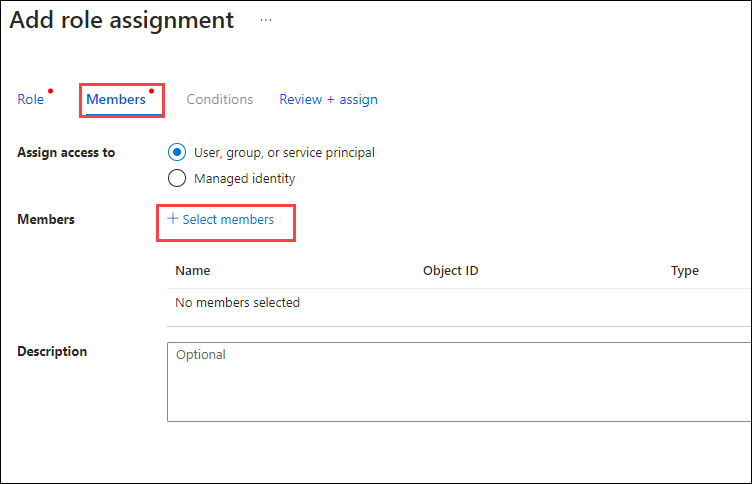 Add role assignment ...
Role Members Conditions Review + assign
Assign access to User, group, or service principal
Managed identity
Members + Select members
Name Object ID Type
No members selected
Description Optional